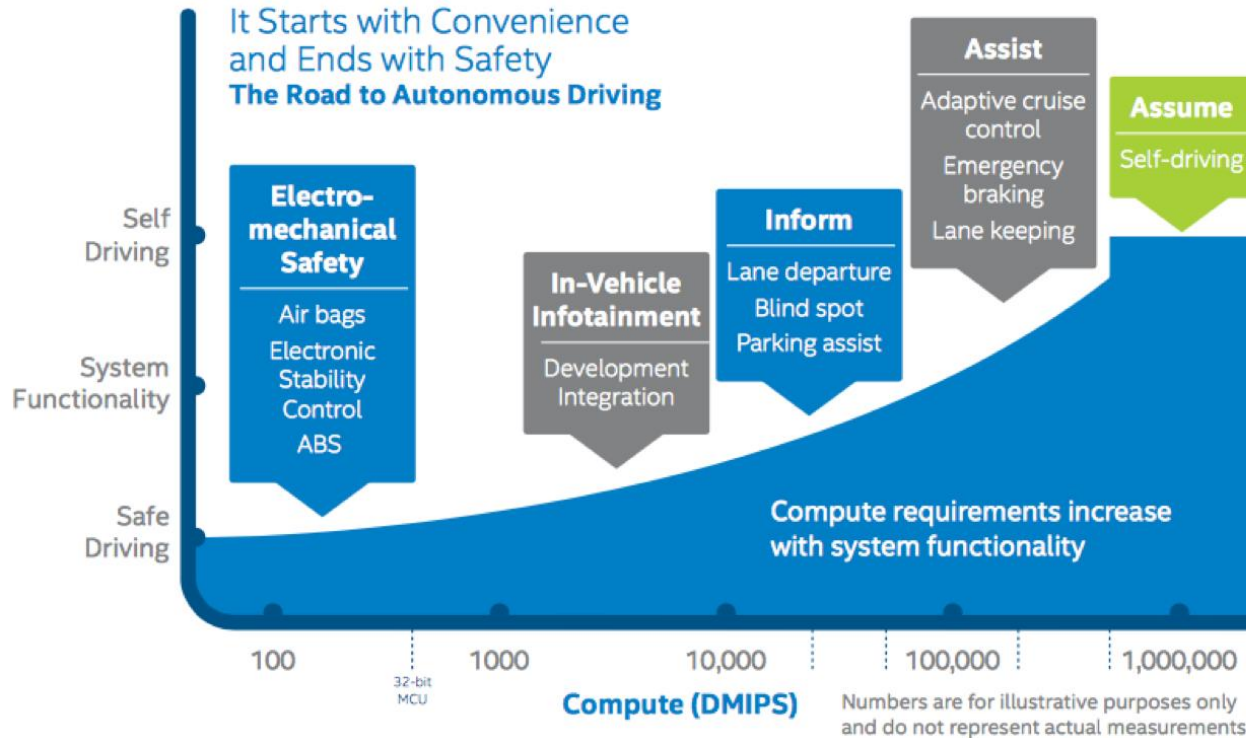 It Starts with Convenience
and Ends with Safety
The Road to Autonomous Driving
Self
Driving
System
Functionality
Safe
Driving
Electro-
mechanical
Safety
Air bags
Electronic
Stability
Control
ABS
In-Vehicle
Infotainment
Development
Integration
Inform
Lane departure
Blind spot
Parking assist
Assist
Adaptive cruise
control
Emergency
braking
Lane keeping
Assume
Self-driving
Compute requirements increase
with system functionality
100
1000
10,000
100,000
1,000,000
32-bit
MCU
Compute (DMIPS)
Numbers are for illustrative purposes only
and do not represent actual measurements